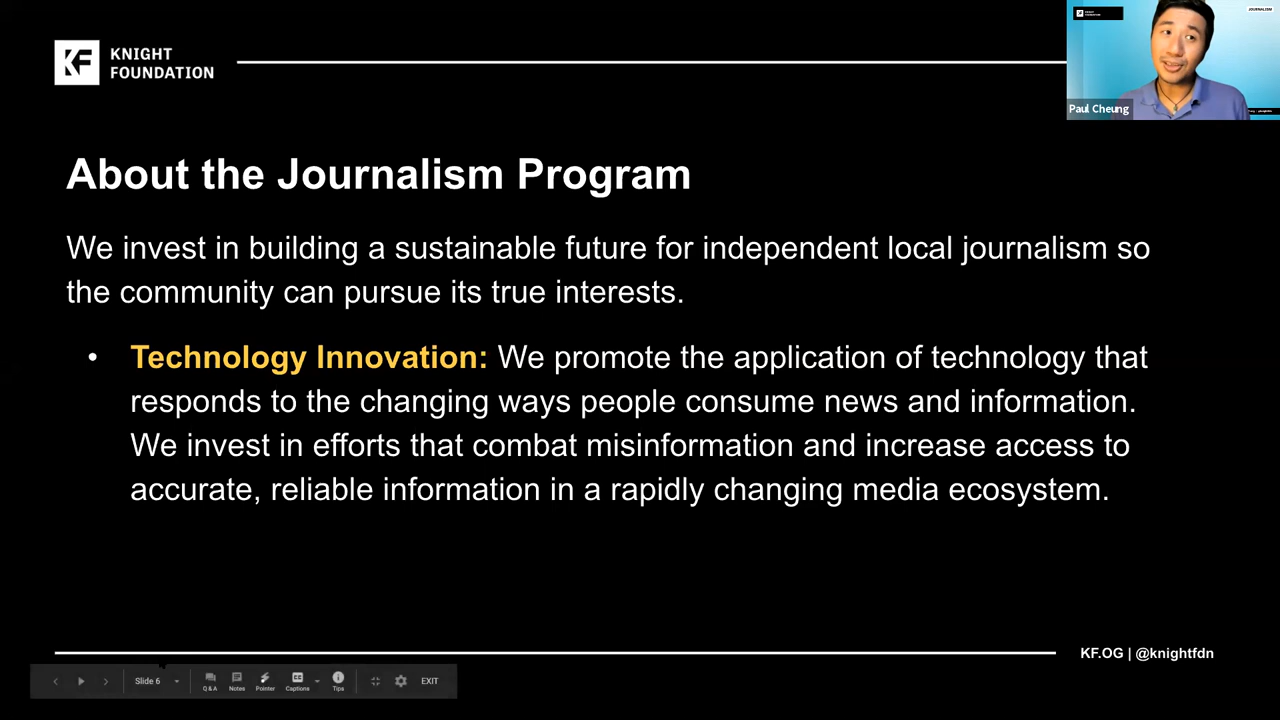 KNIGHT
FOUNDATION
JOURNALISM
Paul Cheung
About the Journalism Program
We invest in building a sustainable future for independent local journalism so
the community can pursue its true interests.
• Technology Innovation: We promote the application of technology that
responds to the changing ways people consume news and information.
We invest in efforts that combat misinformation and increase access to
accurate, reliable information in a rapidly changing media ecosystem.
KF.OG | @knightfdn
Slide 6
Q&A
Notes
Pointer
Captions
Tips
EXIT